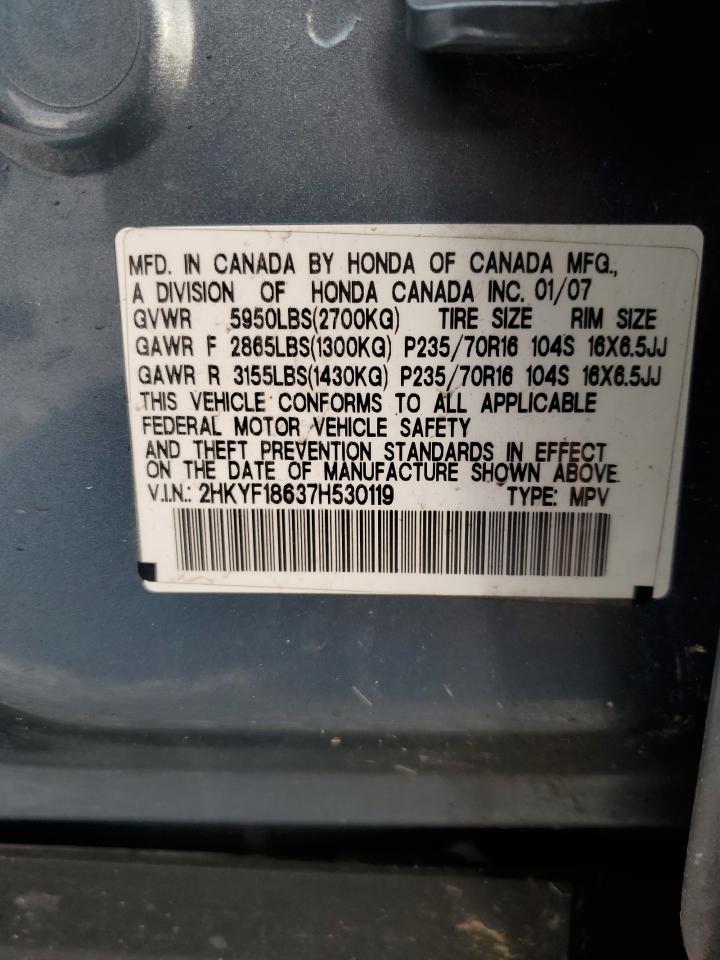 MFD. IN CANADA BY HONDA OF CANADA MFG.,
A DIVISION OF HONDA CANADA INC. 01/07
GVWR 5950LBS(2700KG) TIRE SIZE RIM SIZE
GAWR F 2865LBS(1300KG) P235/70R16 104S 16X6.5JJ
GAWR R 3155LBS(1430KG) P235/70R16 104S 16X6.5JJ
THIS VEHICLE CONFORMS TO ALL APPLICABLE
FEDERAL MOTOR VEHICLE SAFETY
AND THEFT PREVENTION STANDARDS IN EFFECT
ON THE DATE OF MANUFACTURE SHOWN ABOVE.
V.I.N.: 2HKYF18637H530119 TYPE: MPV